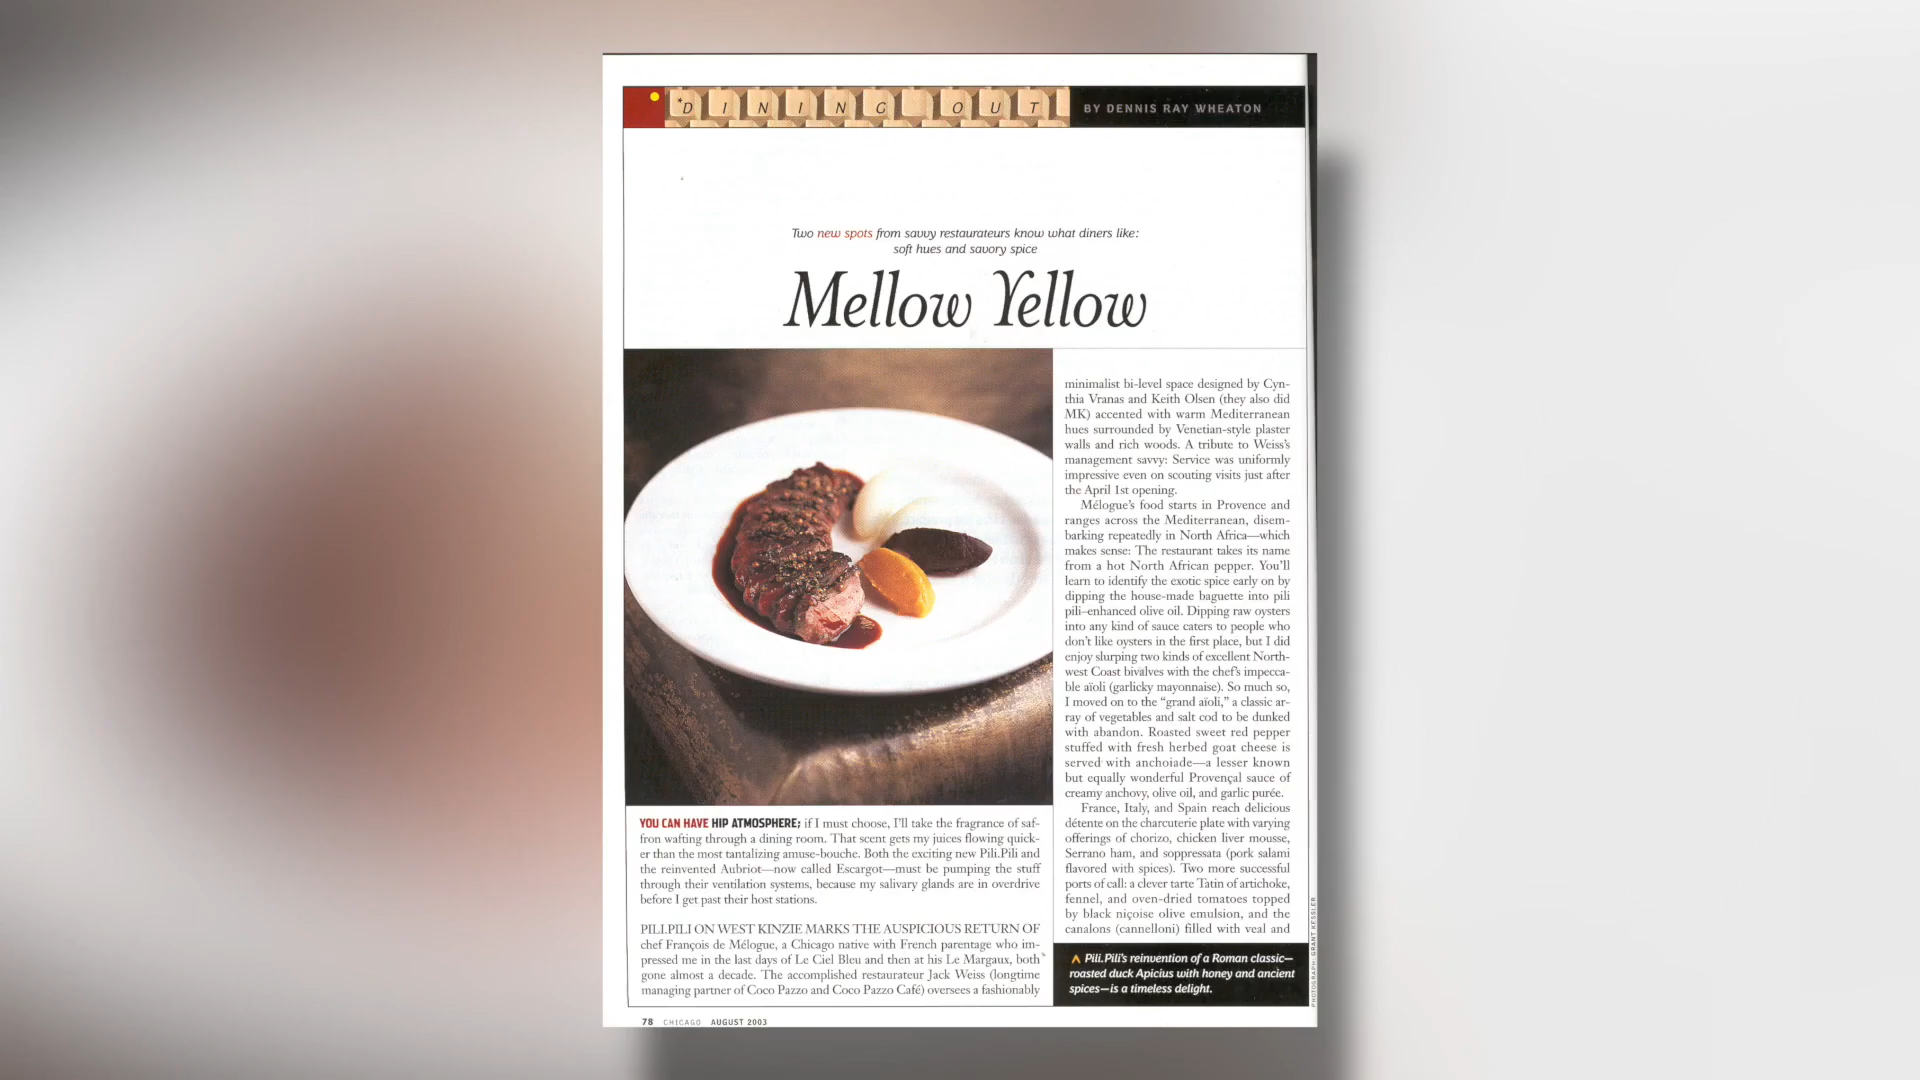 DINING OUT
BY DENNIS RAY WHEATON
Two new spots from savvy restaurateurs know what diners like:
soft hues and savory spice
Mellow Yellow
YOU CAN HAVE HIP ATMOSPHERE; if I must choose, I'll take the fragrance of saf-
fron wafting through a dining room. That scent gets my juices flowing quick-
er than the most tantalizing amuse-bouche. Both the exciting new Pili.Pili and
the reinvented Aubriot—now called Escargot—must be pumping the stuff
through their ventilation systems, because my salivary glands are in overdrive
before I get past their host stations.
PILI.PILI ON WEST KINZIE MARKS THE AUSPICIOUS RETURN OF
chef François de Mélogue, a Chicago native with French parentage who im-
pressed me in the last days of Le Ciel Bleu and then at his Le Margaux, both
gone almost a decade. The accomplished restaurateur Jack Weiss (longtime
managing partner of Coco Pazzo and Coco Pazzo Café) oversees a fashionably
minimalist bi-level space designed by Cyn-
thia Vranas and Keith Olsen (they also did
MK) accented with warm Mediterranean
hues surrounded by Venetian-style plaster
walls and rich woods. A tribute to Weiss's
management savvy: Service was uniformly
impressive even on scouting visits just after
the April 1st opening.
Mélogue's food starts in Provence and
ranges across the Mediterranean, disem-
barking repeatedly in North Africa—which
makes sense: The restaurant takes its name
from a hot North African pepper. You'll
learn to identify the exotic spice early on by
dipping the house-made baguette into pili
pili–enhanced olive oil. Dipping raw oysters
into any kind of sauce caters to people who
don't like oysters in the first place, but I did
enjoy slurping two kinds of excellent North-
west Coast bivalves with the chef's impecca-
ble aïoli (garlicky mayonnaise). So much so,
I moved on to the "grand aïoli," a classic ar-
ray of vegetables and salt cod to be dunked
with abandon. Roasted sweet red pepper
stuffed with fresh herbed goat cheese is
served with anchoiade—a lesser known
but equally wonderful Provençal sauce of
creamy anchovy, olive oil, and garlic purée.
France, Italy, and Spain reach delicious
détente on the charcuterie plate with varying
offerings of chorizo, chicken liver mousse,
Serrano ham, and soppressata (pork salami
flavored with spices). Two more successful
ports of call: a clever tarte Tatin of artichoke,
fennel, and oven-dried tomatoes topped
by black niçoise olive emulsion, and the
canalons (cannelloni) filled with veal and
Pili.Pili's reinvention of a Roman classic—
roasted duck Apicius with honey and ancient
spices—is a timeless delight.
PHOTOGRAPH: GRANT KESSLER
78 CHICAGO AUGUST 2003